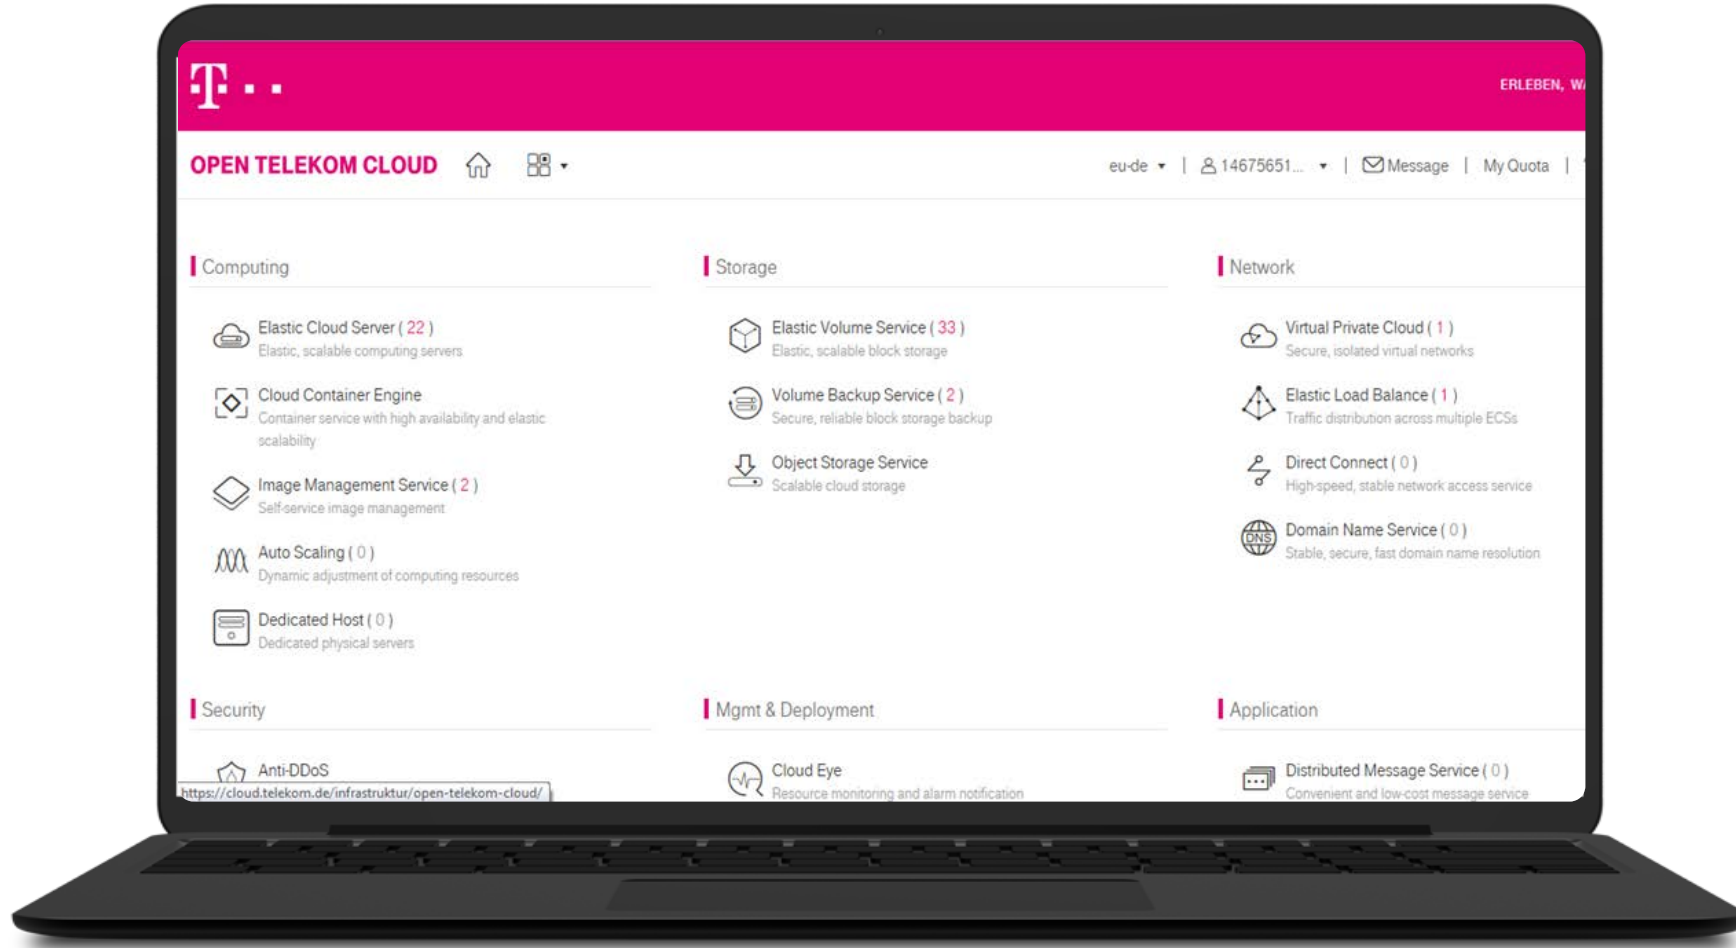 T
ERLEBEN, WA
OPEN TELEKOM CLOUD
eu-de | 14675651... | Message | My Quota |
Computing
Elastic Cloud Server ( 22 )
Elastic, scalable computing servers
Cloud Container Engine
Container service with high availability and elastic
scalability
Image Management Service ( 2 )
Self-service image management
Auto Scaling ( 0 )
Dynamic adjustment of computing resources
Dedicated Host ( 0 )
Dedicated physical servers
Storage
Elastic Volume Service ( 33 )
Elastic, scalable block storage
Volume Backup Service ( 2 )
Secure, reliable block storage backup
Object Storage Service
Scalable cloud storage
Network
Virtual Private Cloud ( 1 )
Secure, isolated virtual networks
Elastic Load Balance ( 1 )
Traffic distribution across multiple ECSs
Direct Connect ( 0 )
High-speed, stable network access service
DNS
Domain Name Service ( 0 )
Stable, secure, fast domain name resolution
Security
Anti-DDoS
https://cloud.telekom.de/infrastruktur/open-telekom-cloud/
Mgmt & Deployment
Cloud Eye
Resource monitoring and alarm notification
Application
Distributed Message Service ( 0 )
Convenient and low-cost message service